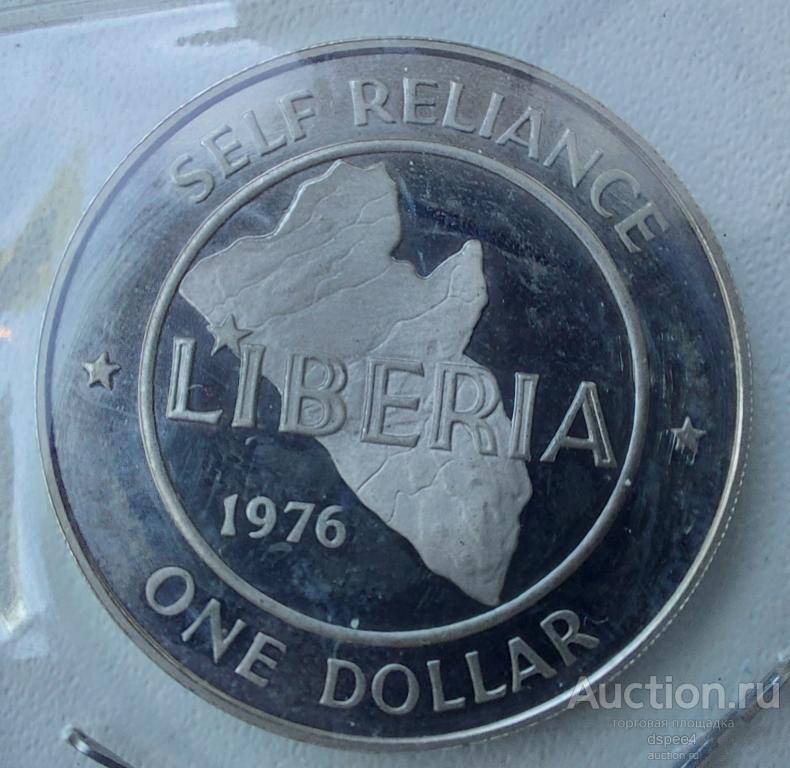 SELF RELIANCE
LIBERIA
1976
ONE DOLLAR
Auction.ru
торговая площадка
dspee4
auction.ru